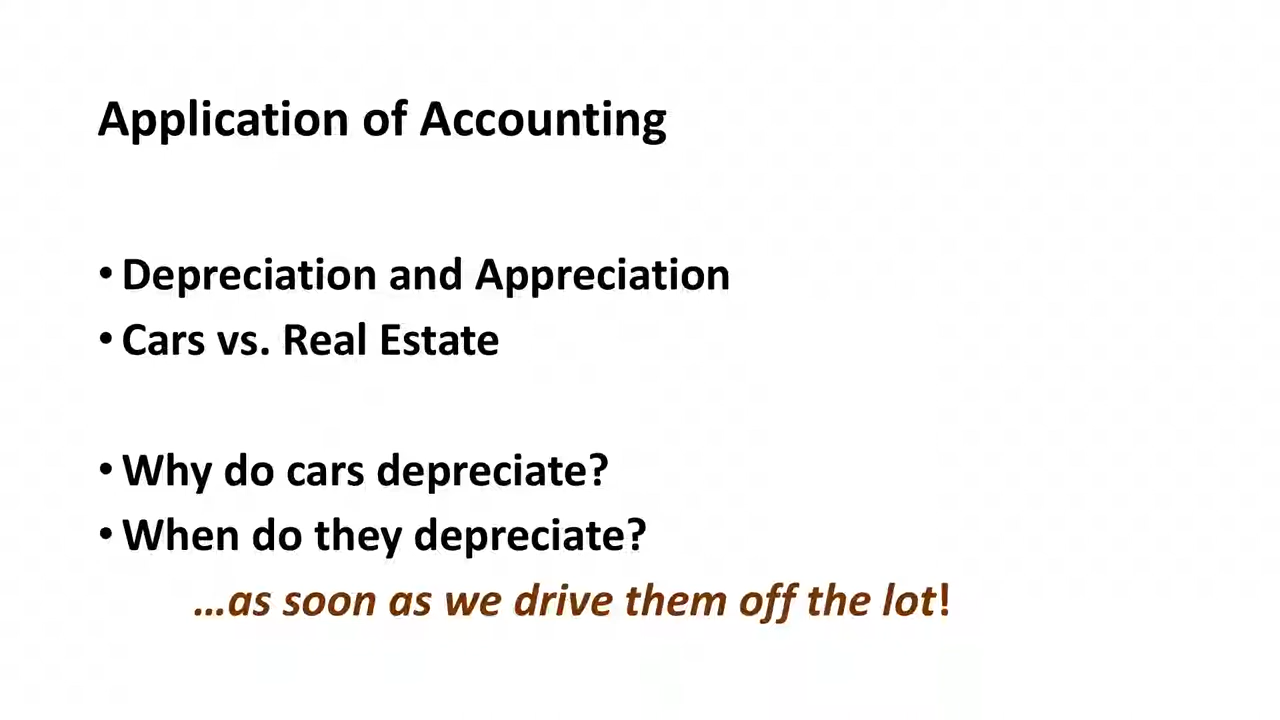 Application of Accounting
• Depreciation and Appreciation
• Cars vs. Real Estate
• Why do cars depreciate?
• When do they depreciate?
…as soon as we drive them off the lot!